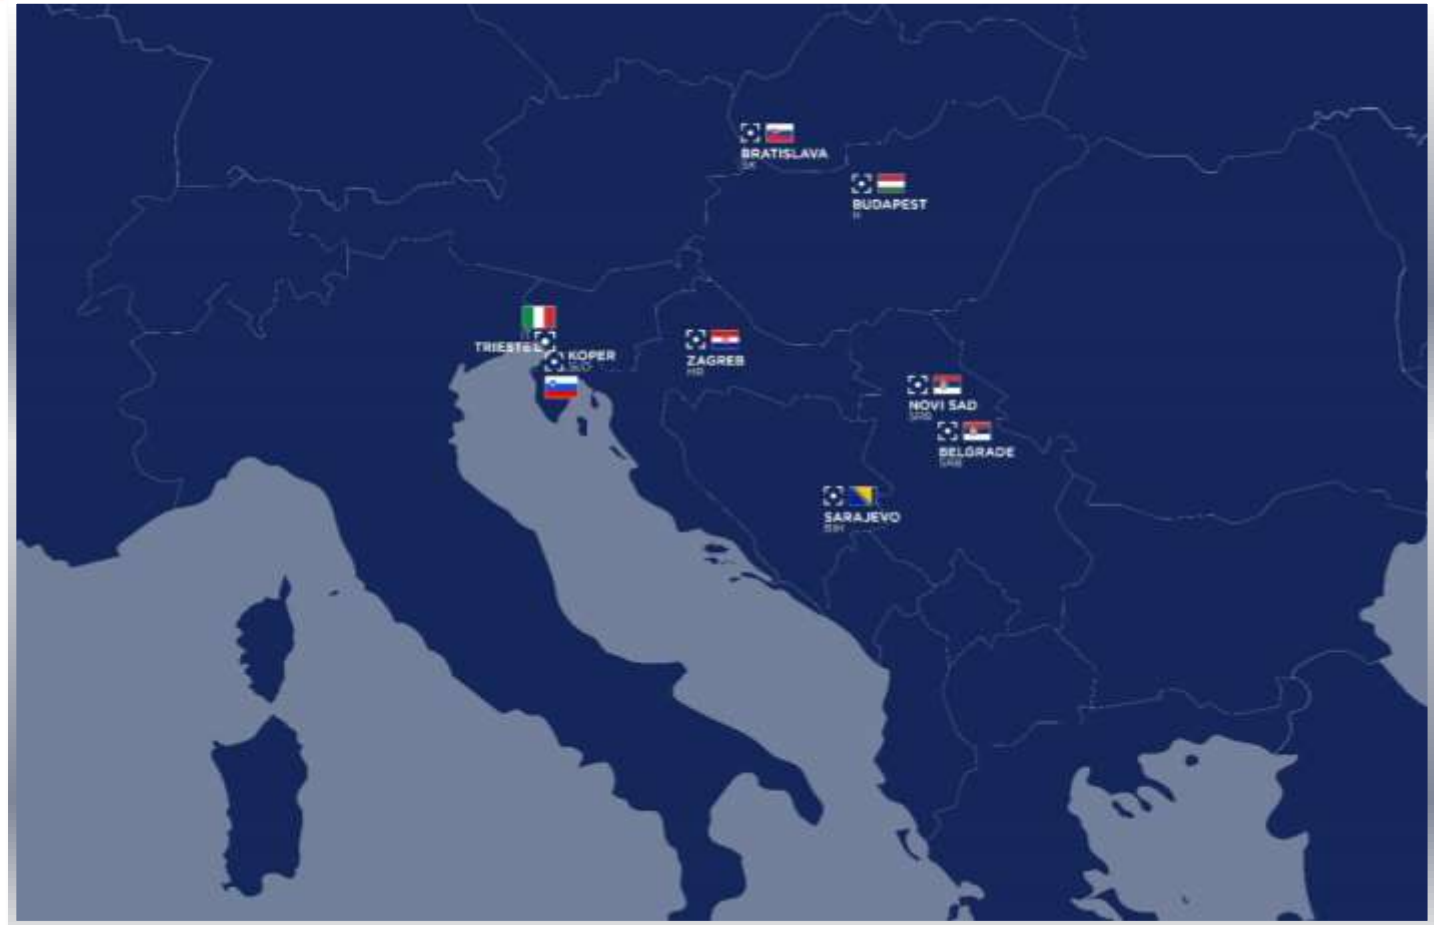 BRATISLAVA
SK
BUDAPEST
H
TRIESTE
KOPER
SLO
ZAGREB
HR
NOVI SAD
SRB
BELGRADE
SRB
SARAJEVO
BIH